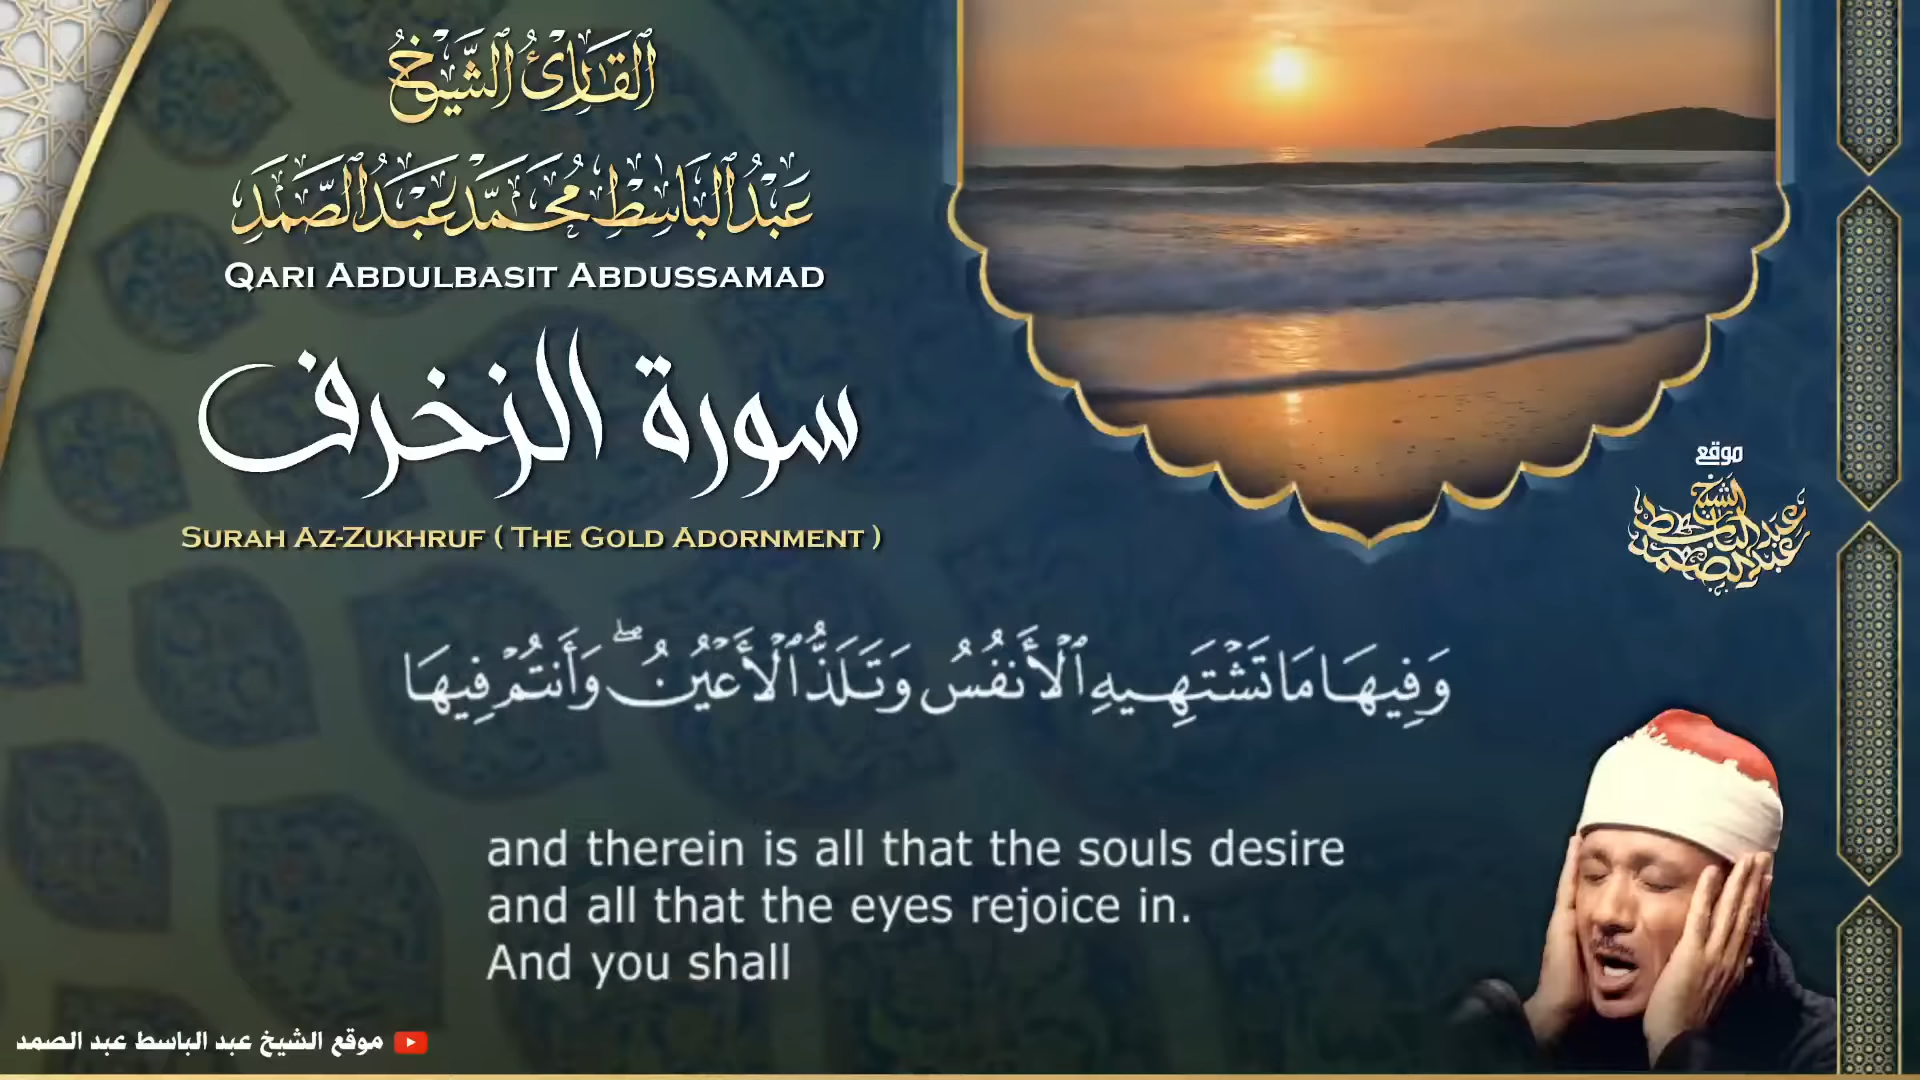 القارئ الشيخ
عبد الباسط محمد عبد الصمد
QARI ABDULBASIT ABDUSSAMAD
سورة الزخرف
SURAH AZ-ZUKHRUF ( THE GOLD ADORNMENT )
موقع
الشيخ
عبد الباسط
عبد الصمد
وَفِيهَا مَا تَشْتَهِيهِ ٱلْأَنفُسُ وَتَلَذُّ ٱلْأَعْيُنُ ۖ وَأَنتُمْ فِيهَا
and therein is all that the souls desire
and all that the eyes rejoice in.
And you shall
موقع الشيخ عبد الباسط عبد الصمد